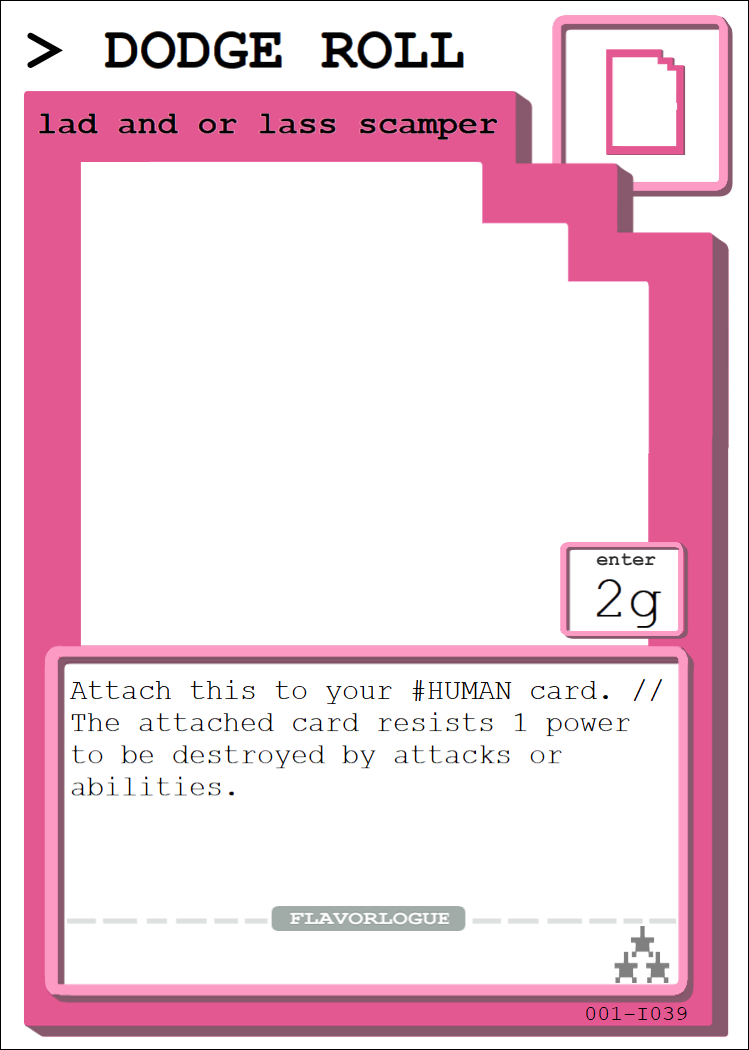 > DODGE ROLL
lad and or lass scamper
enter
2g
Attach this to your #HUMAN card. //
The attached card resists 1 power
to be destroyed by attacks or
abilities.
FLAVORLOGUE
001-I039